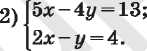 2) { 5x − 4y = 13;
2x − y = 4.